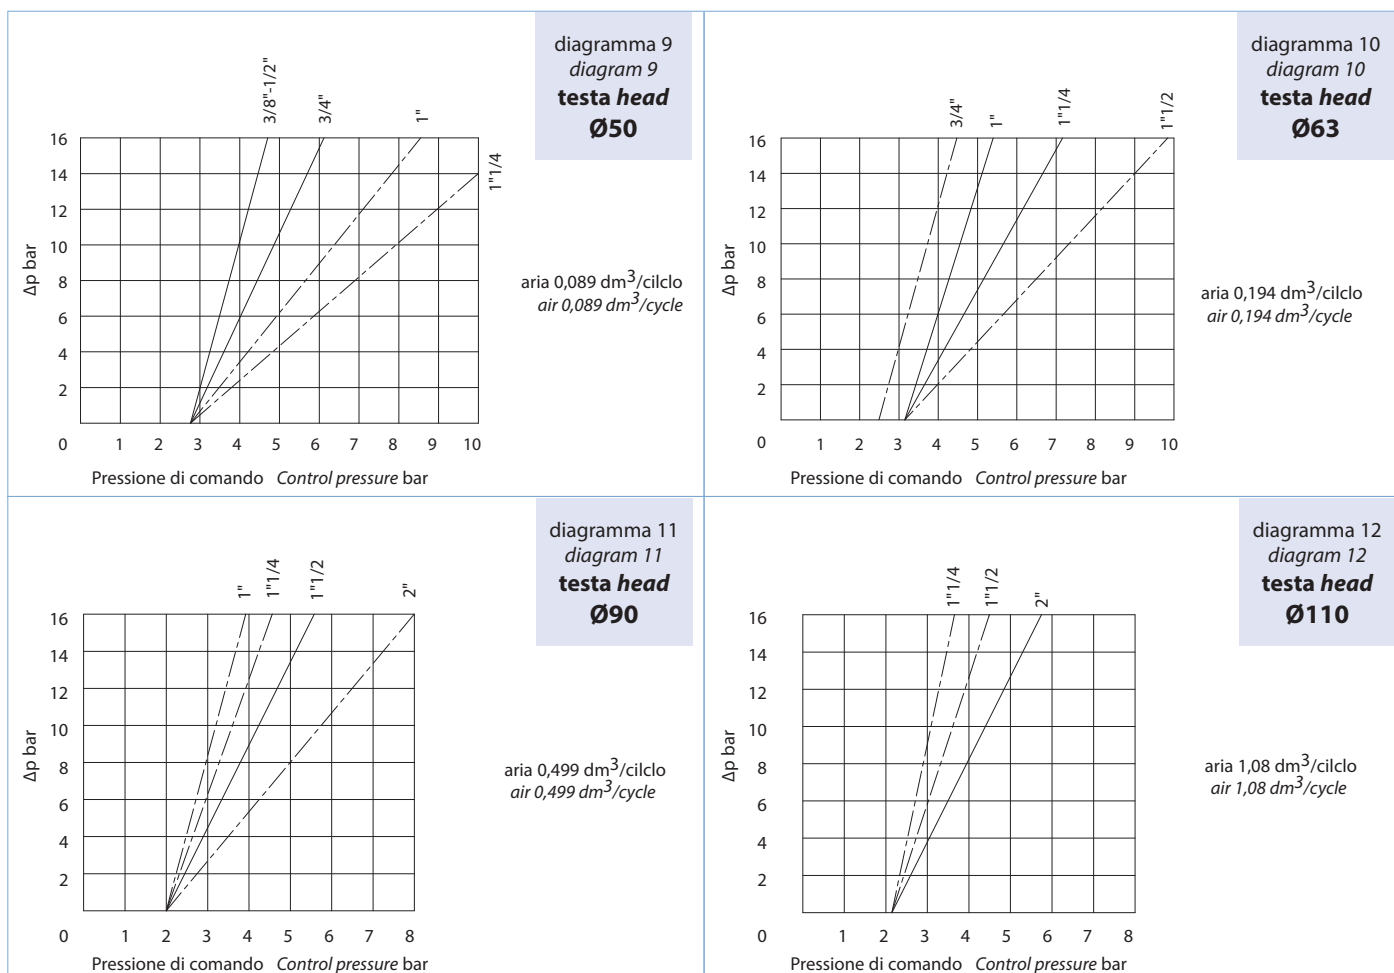 diagramma 9
diagram 9
testa head
Ø50
3/8"-1/2"
3/4"
1"
1"1/4
16
14
12
10
8
6
4
2
0
1 2 3 4 5 6 7 8 9 10
Δp bar
Pressione di comando Control pressure bar
aria 0,089 dm³/cilclo
air 0,089 dm³/cycle
diagramma 10
diagram 10
testa head
Ø63
3/4"
1"
1"1/4
1"1/2
16
14
12
10
8
6
4
2
0
1 2 3 4 5 6 7 8 9 10
Δp bar
Pressione di comando Control pressure bar
aria 0,194 dm³/cilclo
air 0,194 dm³/cycle
diagramma 11
diagram 11
testa head
Ø90
1"
1"1/4
1"1/2
2"
16
14
12
10
8
6
4
2
0
1 2 3 4 5 6 7 8
Δp bar
Pressione di comando Control pressure bar
aria 0,499 dm³/cilclo
air 0,499 dm³/cycle
diagramma 12
diagram 12
testa head
Ø110
1"1/4
1"1/2
2"
16
14
12
10
8
6
4
2
0
1 2 3 4 5 6 7 8
Δp bar
Pressione di comando Control pressure bar
aria 1,08 dm³/cilclo
air 1,08 dm³/cycle